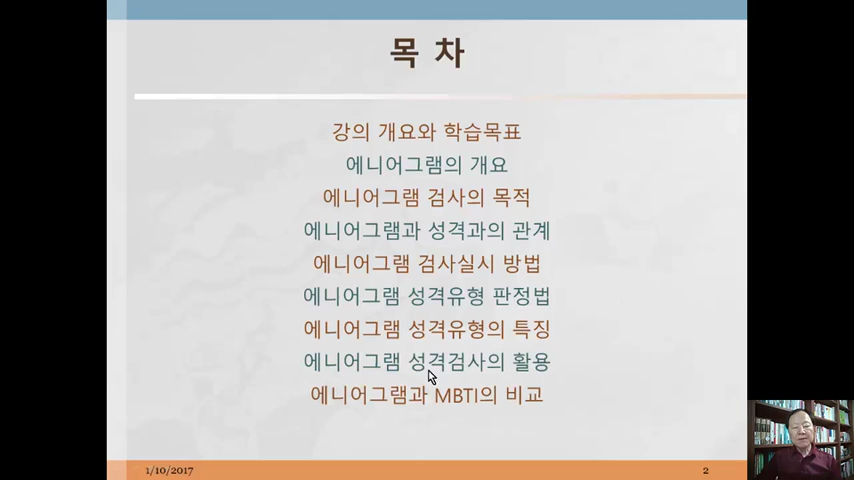 목 차
강의 개요와 학습목표
에니어그램의 개요
에니어그램 검사의 목적
에니어그램과 성격과의 관계
에니어그램 검사실시 방법
에니어그램 성격유형 판정법
에니어그램 성격유형의 특징
에니어그램 성격검사의 활용
에니어그램과 MBTI의 비교
1/10/2017
2